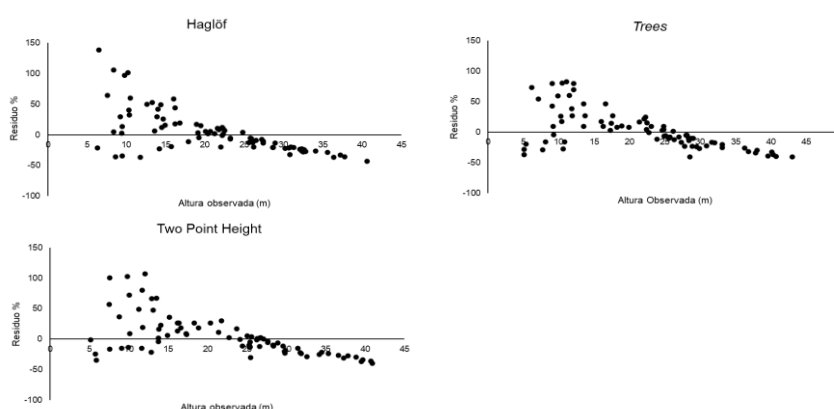 Haglöf
150
100
50
0
-50
-100
0 5 10 15 20 25 30 35 40 45
Resíduo %
Altura observada (m)
Trees
150
100
50
0
-50
-100
0 5 10 15 20 25 30 35 40 45
Resíduo %
Altura Observada (m)
Two Point Height
150
100
50
0
-50
-100
0 5 10 15 20 25 30 35 40 45
Resíduo %
Altura observada (m)